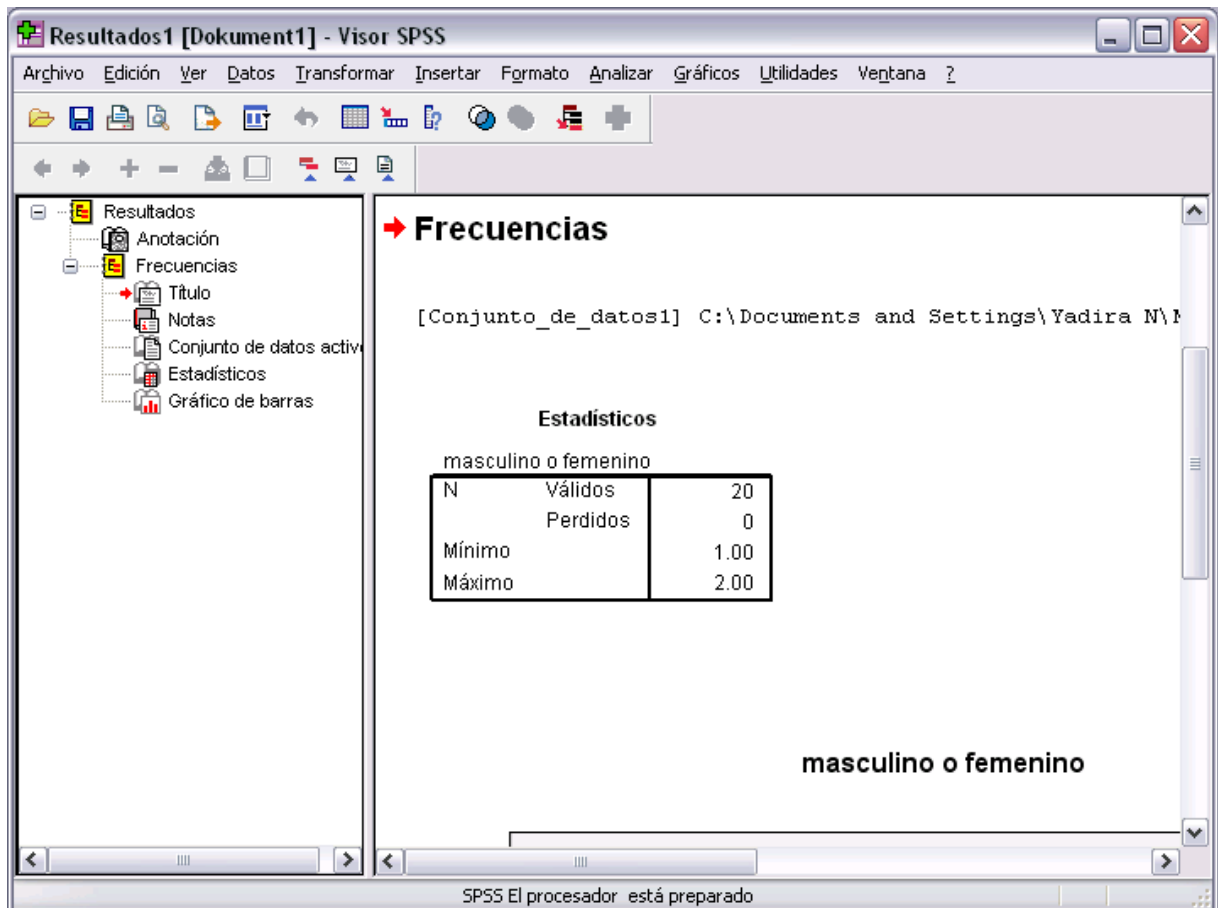 Resultados1 [Dokument1] - Visor SPSS
Archivo Edición Ver Datos Transformar Insertar Formato Analizar Gráficos Utilidades Ventana ?
Resultados
Anotación
Frecuencias
Título
Notas
Conjunto de datos activ
Estadísticos
Gráfico de barras
Frecuencias
[Conjunto_de_datos1] C:\Documents and Settings\Yadira N\
Estadísticos
masculino o femenino
N Válidos 20
Perdidos 0
Mínimo 1.00
Máximo 2.00
masculino o femenino
SPSS El procesador está preparado